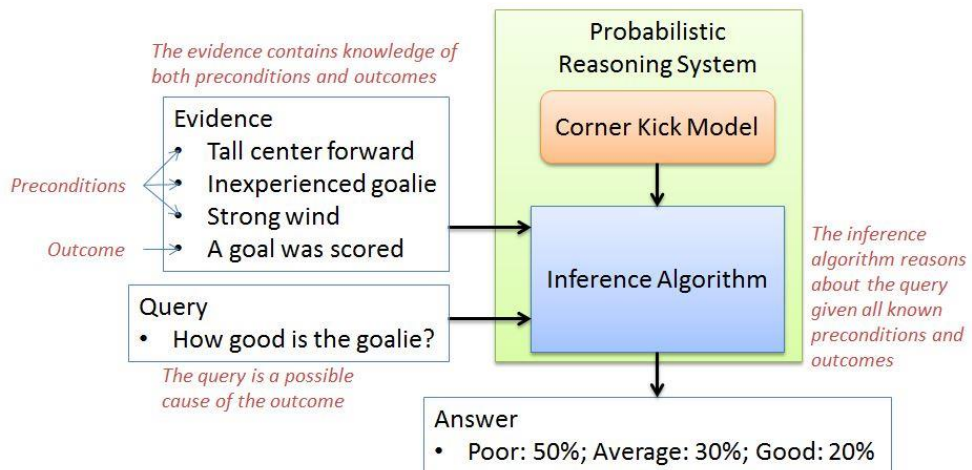 The evidence contains knowledge of
both preconditions and outcomes
Evidence
• Tall center forward
• Inexperienced goalie
• Strong wind
• A goal was scored
Preconditions
Outcome
Query
• How good is the goalie?
The query is a possible
cause of the outcome
Probabilistic
Reasoning System
Corner Kick Model
Inference Algorithm
The inference
algorithm reasons
about the query
given all known
preconditions and
outcomes
Answer
• Poor: 50%; Average: 30%; Good: 20%